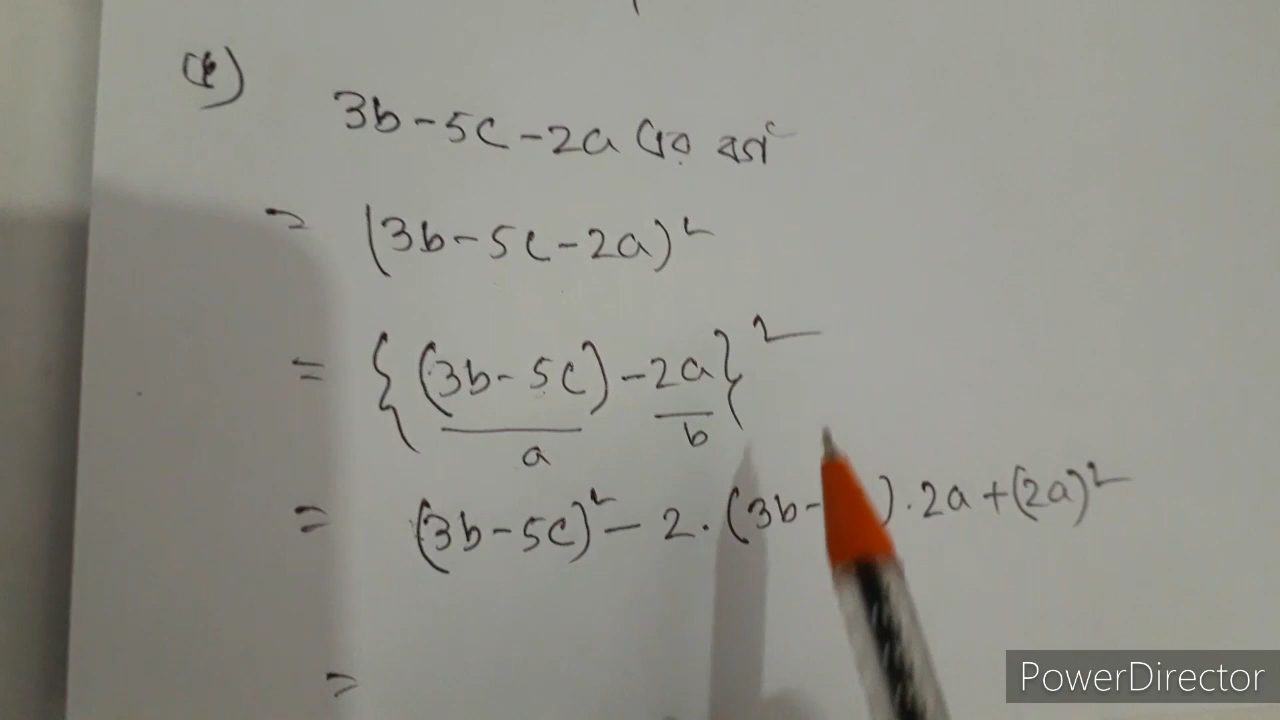 3b-5c-2a এর বর্গ
= (3b-5c-2a)²
= {(3b-5c)-2a}²
a b
= (3b-5c)²-2.(3b- ).2a+(2a)²
=
PowerDirector